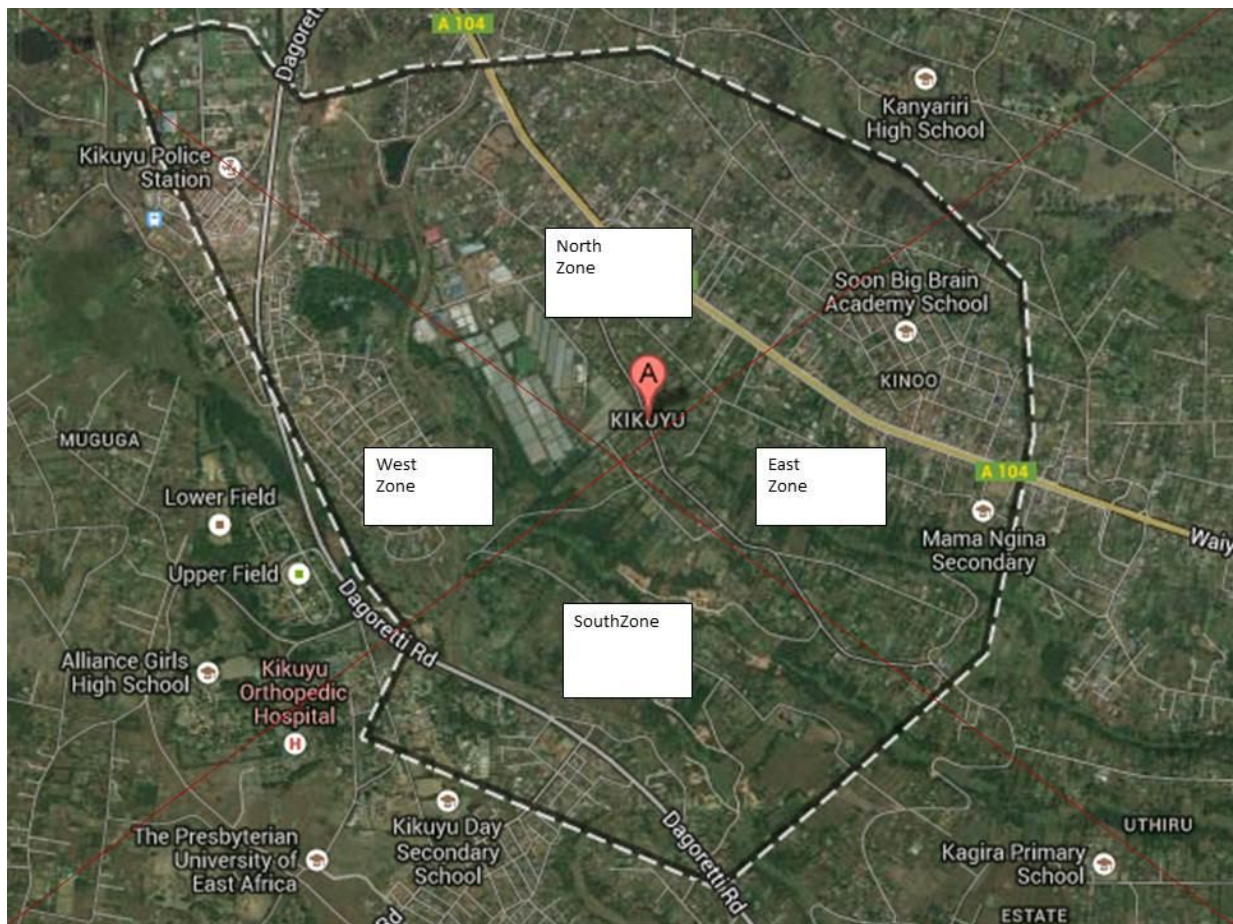 A 104
Dagoretti
Kanyariri
High School
Kikuyu Police
Station
North
Zone
Soon Big Brain
Academy School
KINOO
A
KIKUYU
MUGUGA
West
Zone
East
Zone
A 104
Lower Field
Mama Ngina
Secondary
Waiy
Upper Field
Dagoretti Rd
SouthZone
Alliance Girls
High School
Kikuyu
Orthopedic
Hospital
H
Kikuyu Day
Secondary
School
Dagoretti Rd
UTHIRU
The Presbyterian
University of
East Africa
Kagira Primary
School
Rd
ESTATE